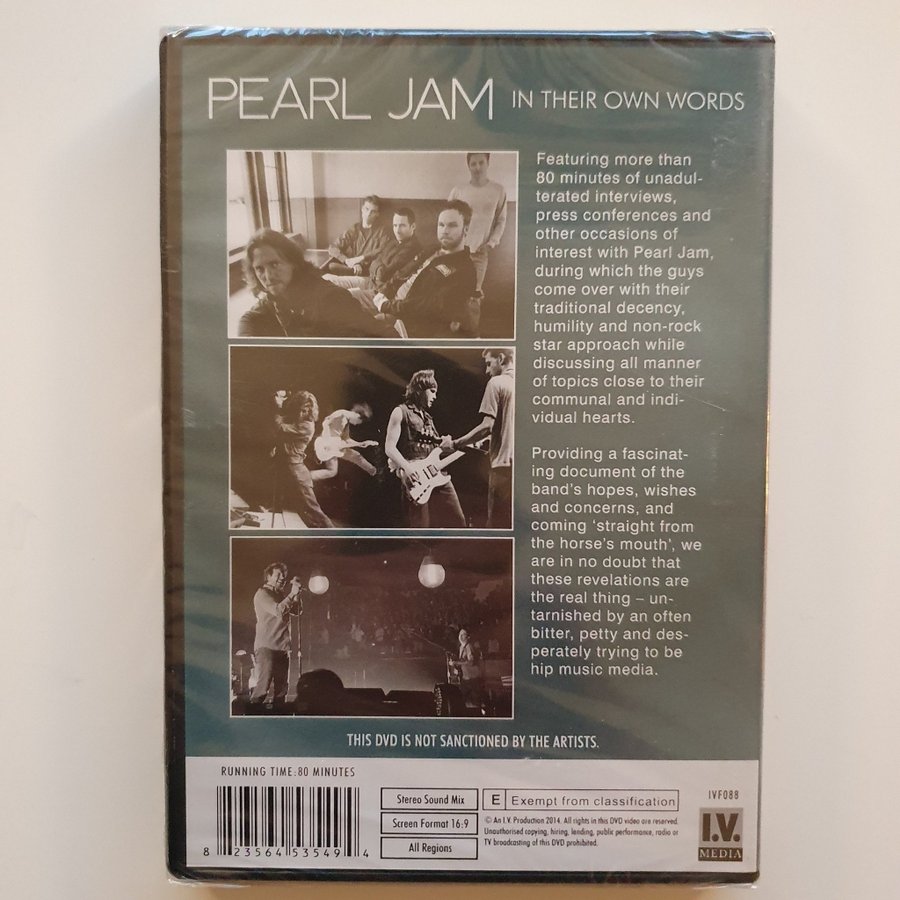 PEARL JAM IN THEIR OWN WORDS
Featuring more than
80 minutes of unadul-
terated interviews,
press conferences and
other occasions of
interest with Pearl Jam,
during which the guys
come over with their
traditional decency,
humility and non-rock
star approach while
discussing all manner
of topics close to their
communal and indi-
vidual hearts.
Providing a fascinat-
ing document of the
band's hopes, wishes
and concerns, and
coming 'straight from
the horse's mouth', we
are in no doubt that
these revelations are
the real thing – un-
tarnished by an often
bitter, petty and des-
perately trying to be
hip music media.
THIS DVD IS NOT SANCTIONED BY THE ARTISTS.
RUNNING TIME: 80 MINUTES
8 23564 53549 4
Stereo Sound Mix
Screen Format 16:9
All Regions
E Exempt from classification
© An I.V. Production 2014. All rights in this DVD video are reserved.
Unauthorised copying, hiring, lending, public performance, radio or
TV broadcasting of this DVD prohibited.
IVF088
I.V.
MEDIA